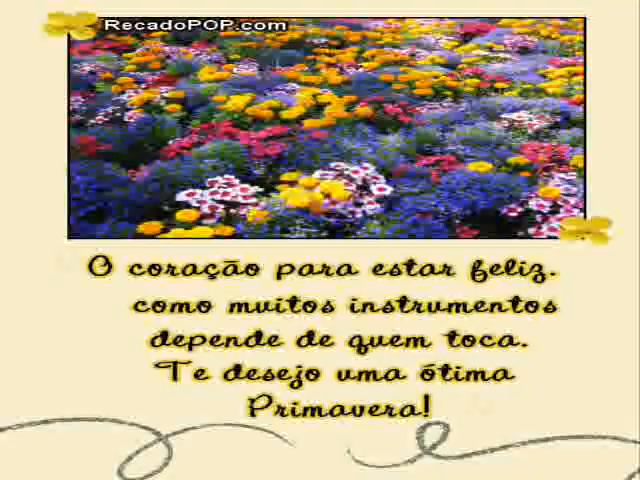 RecadoPOP.com
O coração para estar feliz.
como muitos instrumentos
depende de quem toca.
Te desejo uma ótima
Primavera!